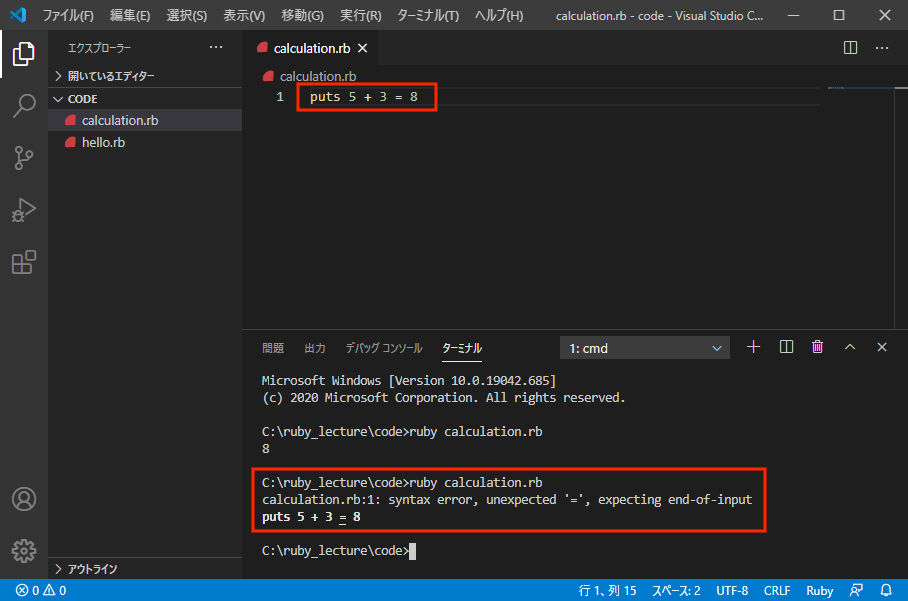 ファイル(F) 編集(E) 選択(S) 表示(V) 移動(G) 実行(R) ターミナル(T) ヘルプ(H) calculation.rb - code - Visual Studio C...
エクスプローラー
開いているエディター
CODE
calculation.rb
hello.rb
アウトライン
calculation.rb
calculation.rb
1 puts 5 + 3 = 8
問題 出力 デバッグ コンソール ターミナル 1: cmd
Microsoft Windows [Version 10.0.19042.685]
(c) 2020 Microsoft Corporation. All rights reserved.
C:\ruby_lecture\code>ruby calculation.rb
8
C:\ruby_lecture\code>ruby calculation.rb
calculation.rb:1: syntax error, unexpected '=', expecting end-of-input
puts 5 + 3 = 8
C:\ruby_lecture\code>
0 0 行 1、列 15 スペース: 2 UTF-8 CRLF Ruby